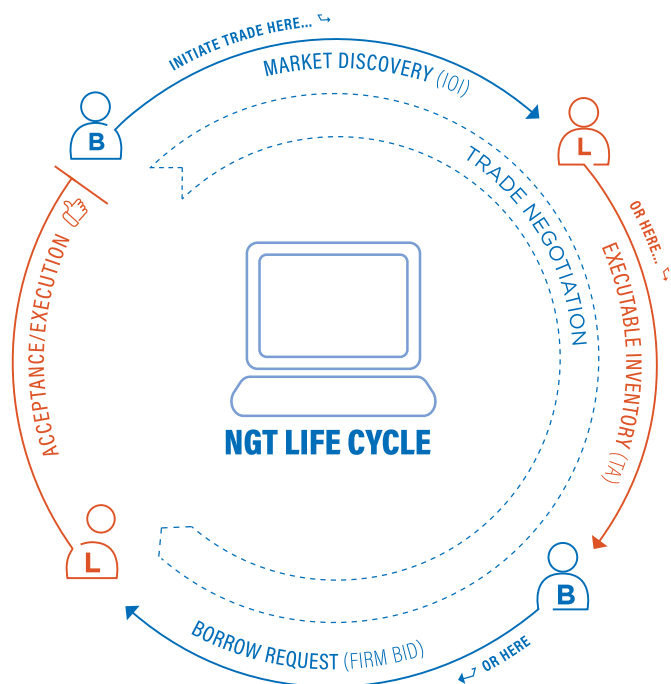 INITIATE TRADE HERE...
MARKET DISCOVERY (IOI)
B
L
TRADE NEGOTIATION
OR HERE...
EXECUTABLE INVENTORY (TA)
ACCEPTANCE/EXECUTION
NGT LIFE CYCLE
L
B
BORROW REQUEST (FIRM BID)
OR HERE